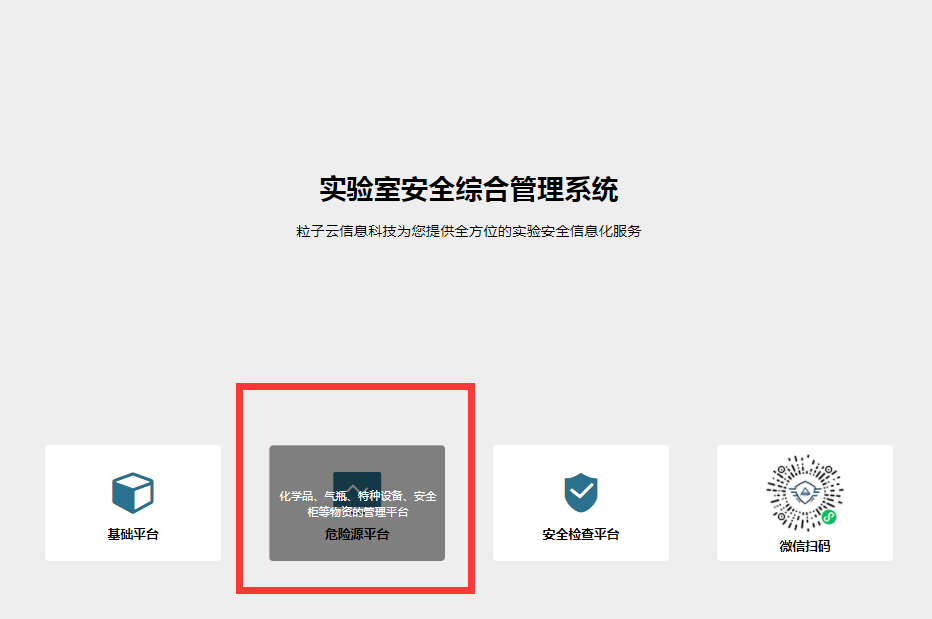 实验室安全综合管理系统
粒子云信息科技为您提供全方位的实验安全信息化服务
基础平台
化学品、气瓶、特种设备、安全
柜等物资的管理平台
危险源平台
安全检查平台
微信扫码